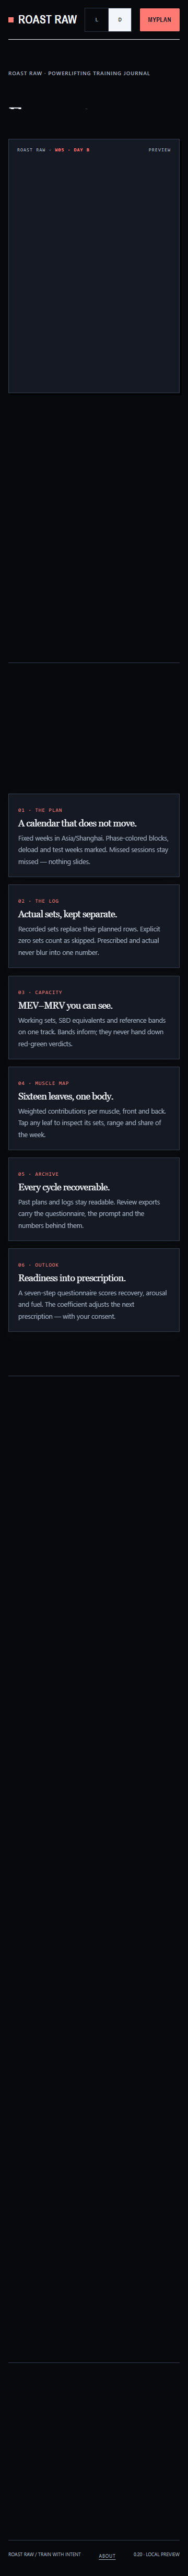 ROAST RAW
L
D
MYPLAN
ROAST RAW · POWERLIFTING TRAINING JOURNAL
ROAST RAW · W05 · DAY B
PREVIEW
01 · THE PLAN
A calendar that does not move.
Fixed weeks in Asia/Shanghai. Phase-colored blocks,
deload and test weeks marked. Missed sessions stay
missed — nothing slides.
02 · THE LOG
Actual sets, kept separate.
Recorded sets replace their planned rows. Explicit
zero sets count as skipped. Prescribed and actual
never blur into one number.
03 · CAPACITY
MEV–MRV you can see.
Working sets, SBD equivalents and reference bands
on one track. Bands inform; they never hand down
red-green verdicts.
04 · MUSCLE MAP
Sixteen leaves, one body.
Weighted contributions per muscle, front and back.
Tap any leaf to inspect its sets, range and share of
the week.
05 · ARCHIVE
Every cycle recoverable.
Past plans and logs stay readable. Review exports
carry the questionnaire, the prompt and the
numbers behind them.
06 · OUTLOOK
Readiness into prescription.
A seven-step questionnaire scores recovery, arousal
and fuel. The coefficient adjusts the next
prescription — with your consent.
ROAST RAW / TRAIN WITH INTENT
ABOUT
0.20 · LOCAL PREVIEW